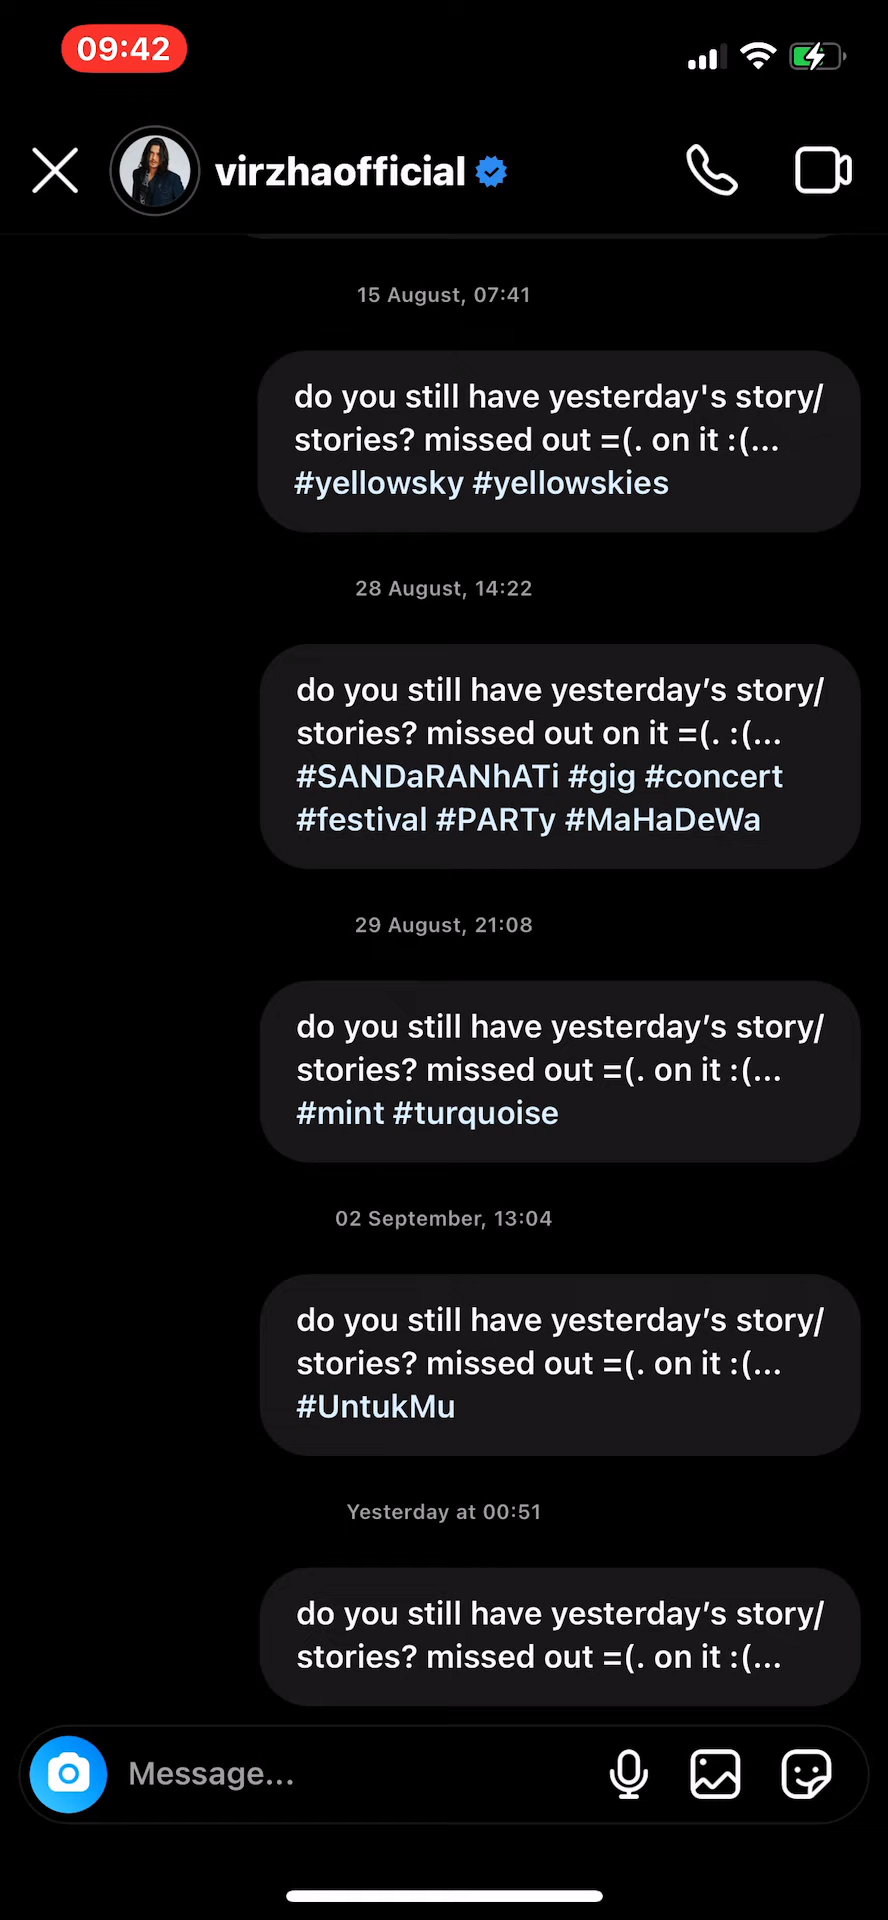 09:42
virzhaofficial
15 August, 07:41
do you still have yesterday's story/
stories? missed out =(. on it :(...
#yellowsky #yellowskies
28 August, 14:22
do you still have yesterday’s story/
stories? missed out on it =(. :(...
#SANDaRANhATi #gig #concert
#festival #PARTy #MaHaDeWa
29 August, 21:08
do you still have yesterday’s story/
stories? missed out =(. on it :(...
#mint #turquoise
02 September, 13:04
do you still have yesterday’s story/
stories? missed out =(. on it :(...
#UntukMu
Yesterday at 00:51
do you still have yesterday’s story/
stories? missed out =(. on it :(...
Message...